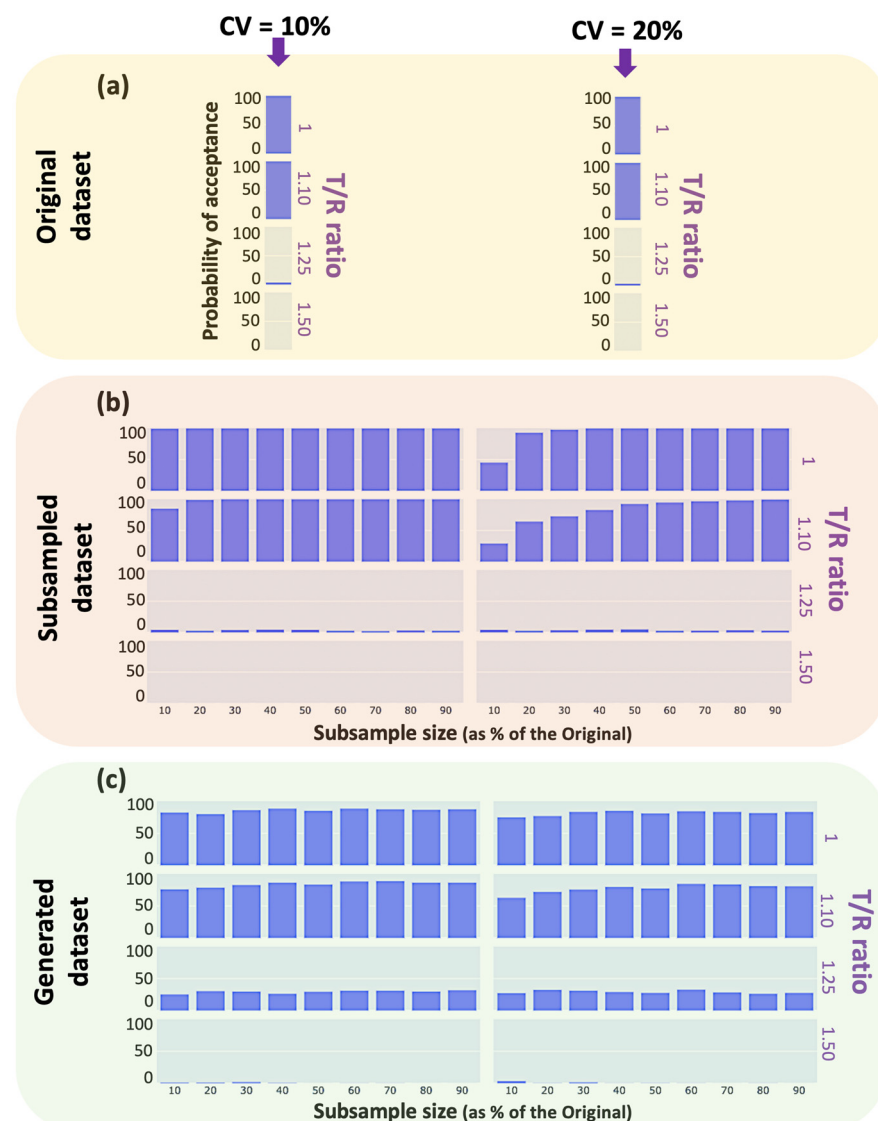 CV = 10%
CV = 20%
(a)
Original
dataset
Probability of acceptance
100
50
0
1
100
50
0
1.10
100
50
0
1.25
100
50
0
1.50
T/R ratio
100
50
0
1
100
50
0
1.10
100
50
0
1.25
100
50
0
1.50
T/R ratio
(b)
Subsampled
dataset
100
50
0
1
100
50
0
1.10
100
50
0
1.25
100
50
0
1.50
T/R ratio
10 20 30 40 50 60 70 80 90
10 20 30 40 50 60 70 80 90
Subsample size (as % of the Original)
(c)
Generated
dataset
100
50
0
1
100
50
0
1.10
100
50
0
1.25
100
50
0
1.50
T/R ratio
10 20 30 40 50 60 70 80 90
10 20 30 40 50 60 70 80 90
Subsample size (as % of the Original)